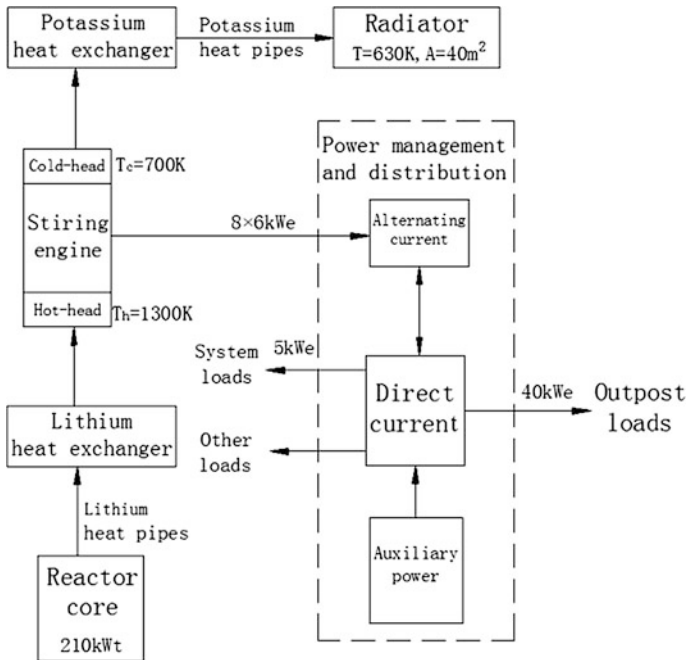 Potassium
heat exchanger
Potassium
heat pipes
Radiator
T=630K, A=40m²
Cold-head
Tc=700K
Stiring
engine
Hot-head
Th=1300K
8×6kWe
Power management
and distribution
Alternating
current
System
loads
5kWe
Direct
current
40kWe
Outpost
loads
Other
loads
Lithium
heat exchanger
Lithium
heat pipes
Auxiliary
power
Reactor
core
210kWt